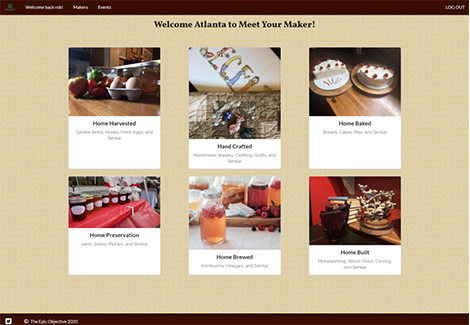 Welcome back rob! Makers Events LOG OUT
Welcome Atlanta to Meet Your Maker!
Home Harvested
Garden Items, Honey, Fresh Eggs, and
Similar
Hand Crafted
Handmade Jewelry, Clothing, Quilts, and
Similar
Home Baked
Breads, Cakes, Pies, and Similar
Home Preservation
Jams, Jellies, Pickles, and Similar
Home Brewed
Kombucha, Vinegars, and Similar
Home Built
Metalworking, Wood, Glass, Carving,
and Similar
© The Epic Objective 2020